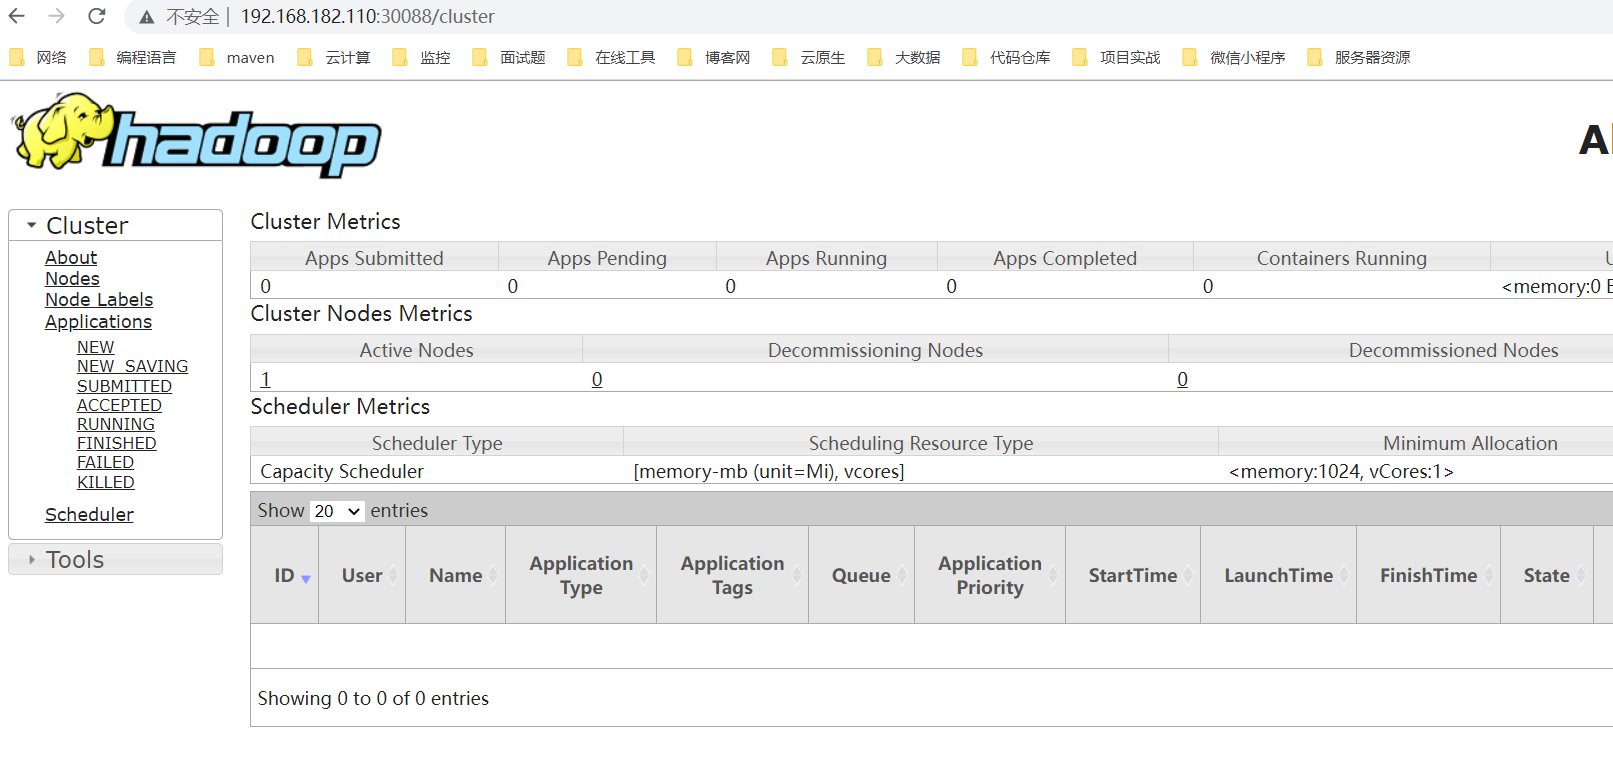 不安全 | 192.168.182.110:30088/cluster
网络 编程语言 maven 云计算 监控 面试题 在线工具 博客网 云原生 大数据 代码仓库 项目实战 微信小程序 服务器资源
hadoop
Cluster
About
Nodes
Node Labels
Applications
NEW
NEW_SAVING
SUBMITTED
ACCEPTED
RUNNING
FINISHED
FAILED
KILLED
Scheduler
Tools
Cluster Metrics
Apps Submitted Apps Pending Apps Running Apps Completed Containers Running
0 0 0 0 0 <memory:0
Cluster Nodes Metrics
Active Nodes Decommissioning Nodes Decommissioned Nodes
1 0 0
Scheduler Metrics
Scheduler Type Scheduling Resource Type Minimum Allocation
Capacity Scheduler [memory-mb (unit=Mi), vcores] <memory:1024, vCores:1>
Show 20 entries
ID User Name Application Type Application Tags Queue Application Priority StartTime LaunchTime FinishTime State
Showing 0 to 0 of 0 entries